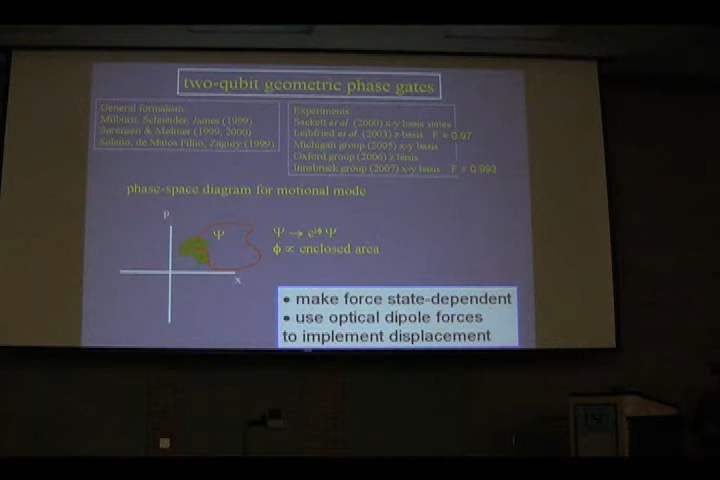 two-qubit geometric phase gates
General formalism
Milburn, Schneider, James (1999)
Sørensen & Mølmer (1999, 2000)
Solano, de Matos Filho, Zagury (1999)
Experiments
Sackett et al. (2000) x-y basis states
Leibfried et al. (2003) z basis F = 0.97
Michigan group (2005) x-y basis
Oxford group (2006) z basis
Innsbruck group (2007) x-y basis F = 0.993
phase-space diagram for motional mode
p
Ψ
x
Ψ → e^iϕ Ψ
ϕ ∝ enclosed area
• make force state-dependent
• use optical dipole forces
to implement displacement